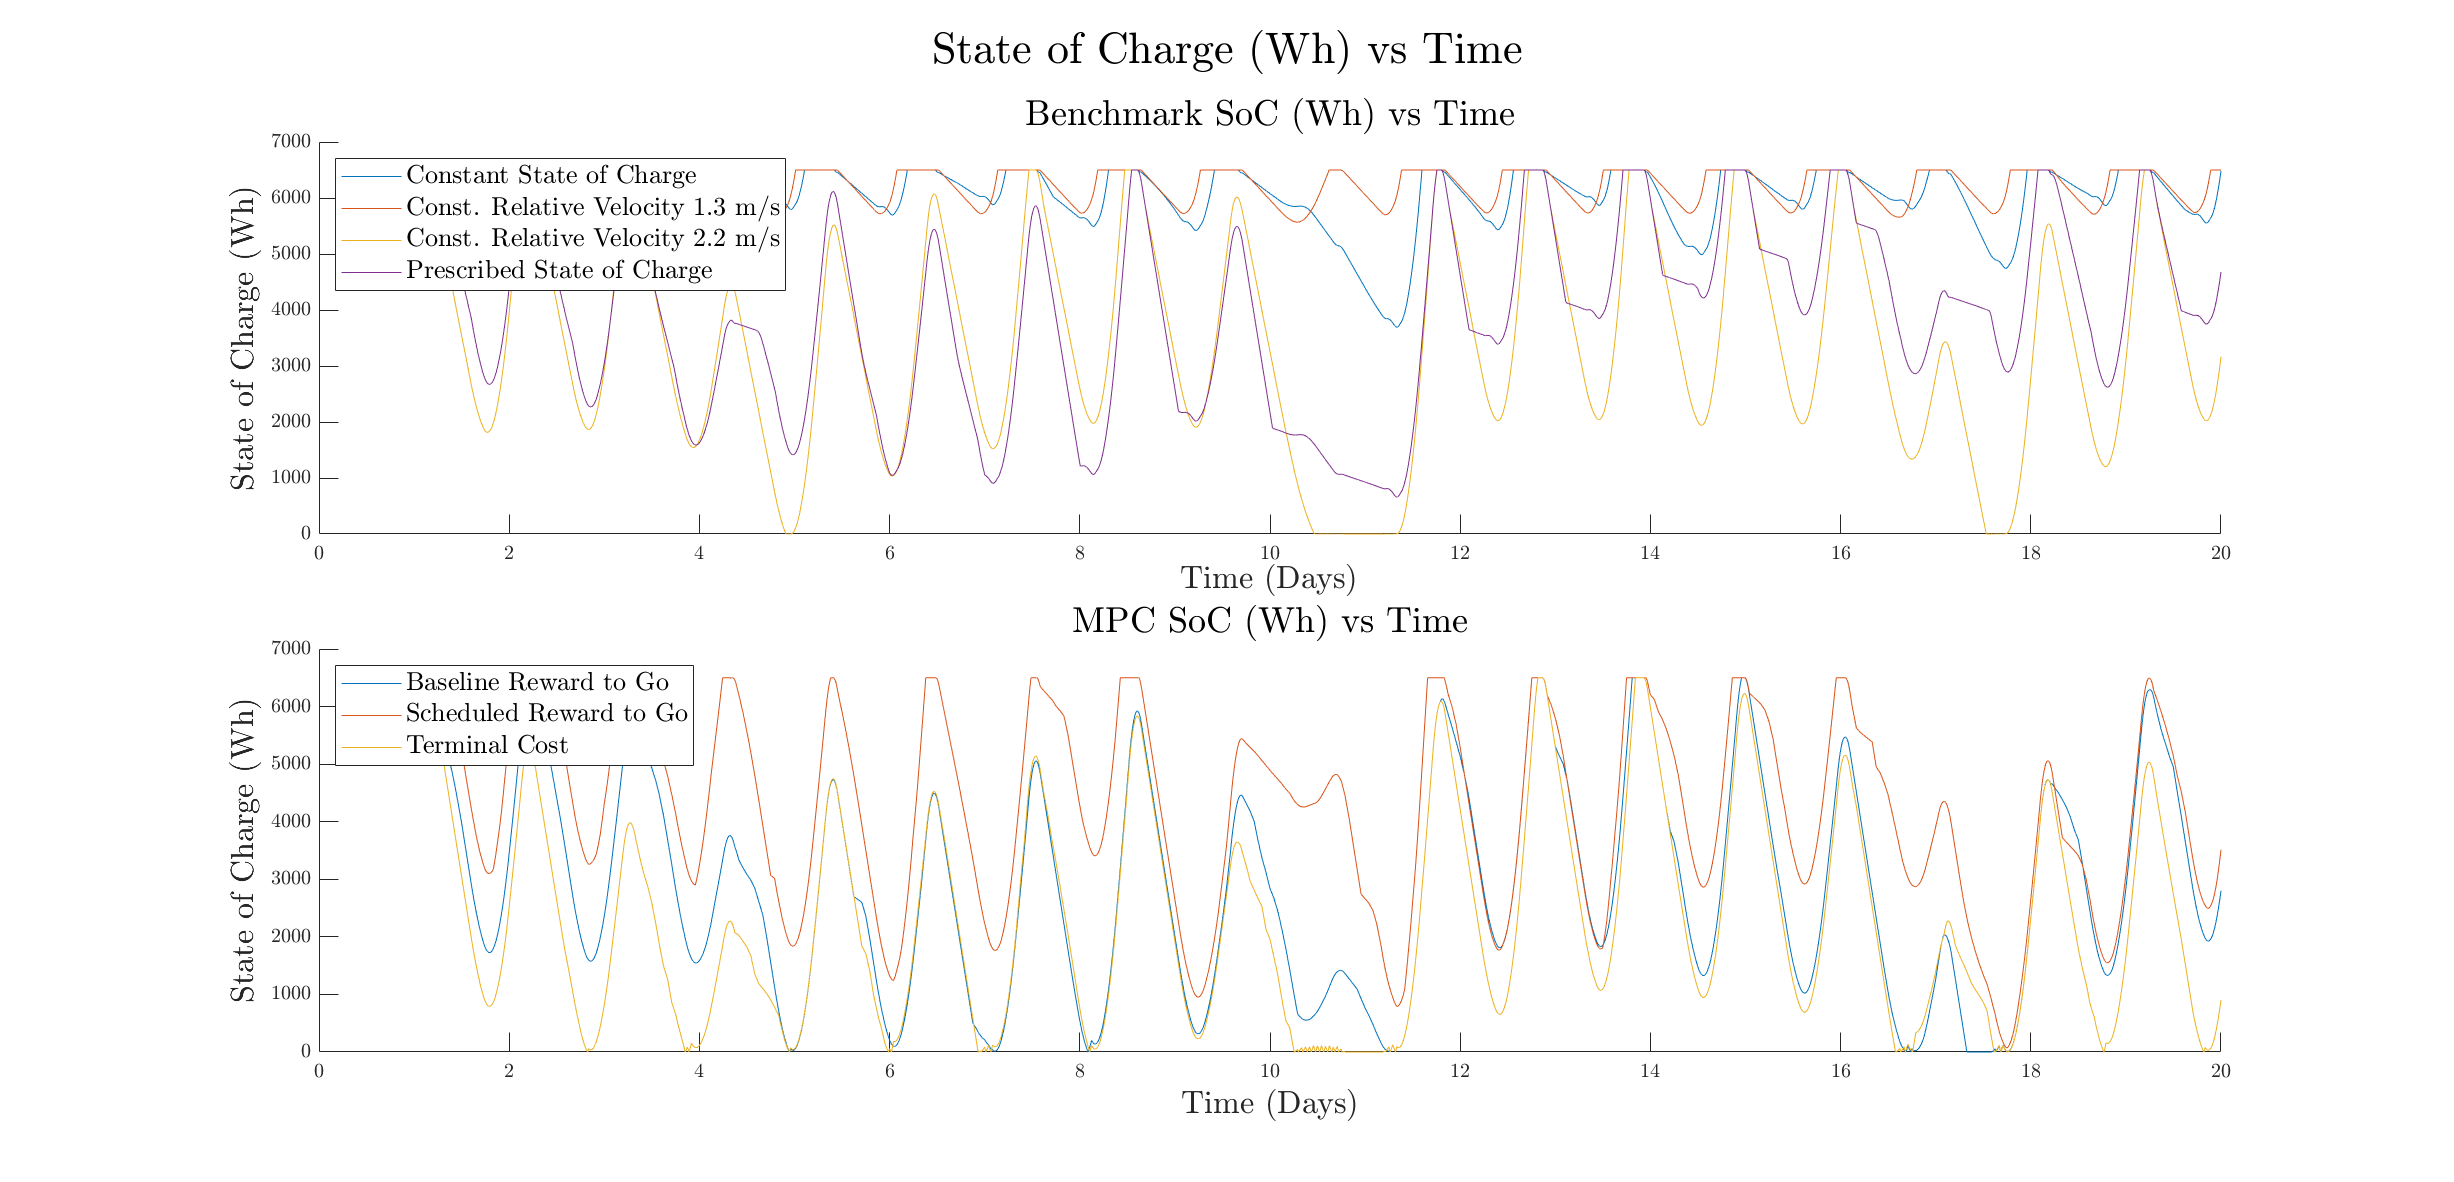 State of Charge (Wh) vs Time
Benchmark SoC (Wh) vs Time
State of Charge (Wh)
7000
6000
5000
4000
3000
2000
1000
0
Constant State of Charge
Const. Relative Velocity 1.3 m/s
Const. Relative Velocity 2.2 m/s
Prescribed State of Charge
0 2 4 6 8 10 12 14 16 18 20
Time (Days)
MPC SoC (Wh) vs Time
State of Charge (Wh)
7000
6000
5000
4000
3000
2000
1000
0
Baseline Reward to Go
Scheduled Reward to Go
Terminal Cost
0 2 4 6 8 10 12 14 16 18 20
Time (Days)